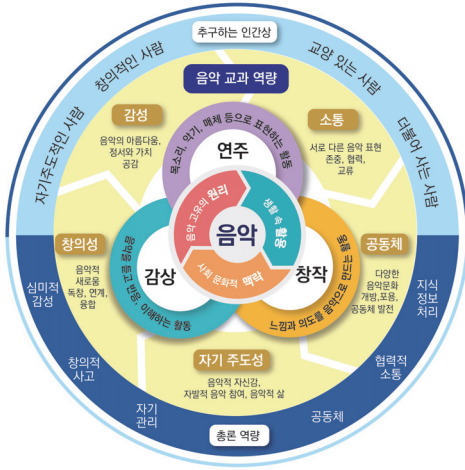 추구하는 인간상
자기주도적인 사람
창의적인 사람
교양 있는 사람
더불어 사는 사람
음악 교과 역량
감성
음악의 아름다움,
정서와 가치
공감
소통
서로 다른 음악 표현
존중, 협력,
교류
목소리, 악기, 매체 등으로 표현하는 활동
연주
음악 고유의 원리
생활 속 활용
사회 문화적 맥락
음악
창의성
음악적
새로움
독창, 연계,
융합
감상
반응, 이해하는 활동
창작
느낌과 의도를 음악으로 만드는 활동
공동체
다양한
음악문화
개방,포용,
공동체 발전
자기 주도성
음악적 자신감,
자발적 음악 참여, 음악적 삶
심미적
감성
창의적
사고
자기
관리
공동체
협력적
소통
지식
정보
처리
총론 역량